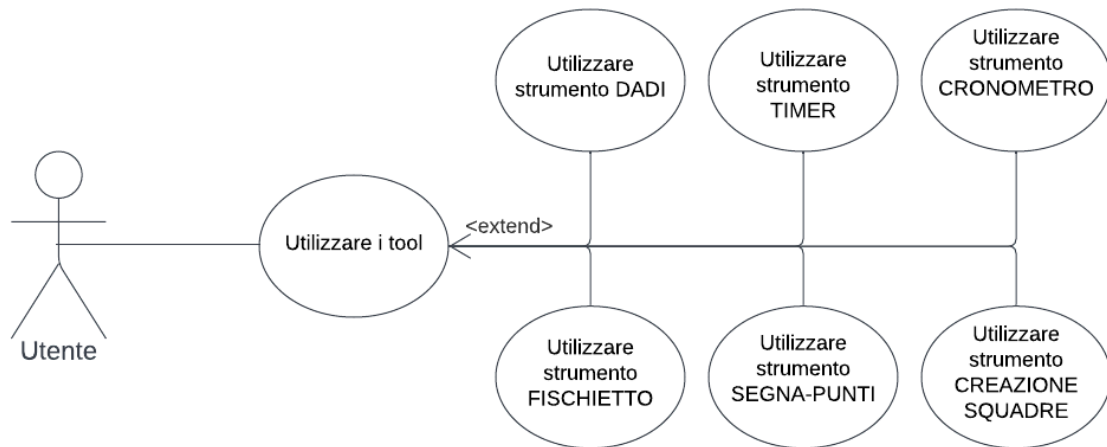 Utilizzare
strumento DADI
Utilizzare
strumento
TIMER
Utilizzare
strumento
CRONOMETRO
<extend>
Utilizzare i tool
Utente
Utilizzare
strumento
FISCHIETTO
Utilizzare
strumento
SEGNA-PUNTI
Utilizzare
strumento
CREAZIONE
SQUADRE